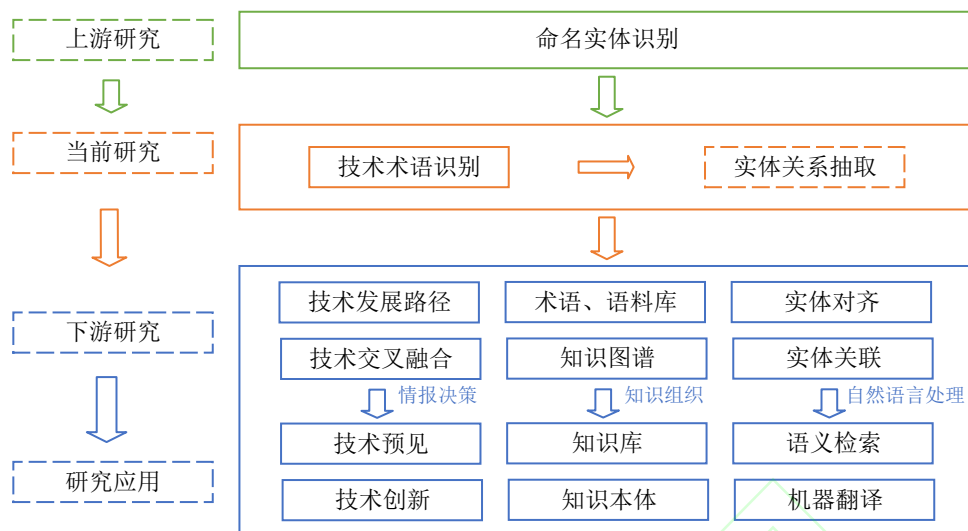 上游研究
命名实体识别
当前研究
技术术语识别
实体关系抽取
下游研究
技术发展路径
术语、语料库
实体对齐
技术交叉融合
知识图谱
实体关联
情报决策
知识组织
自然语言处理
研究应用
技术预见
知识库
语义检索
技术创新
知识本体
机器翻译